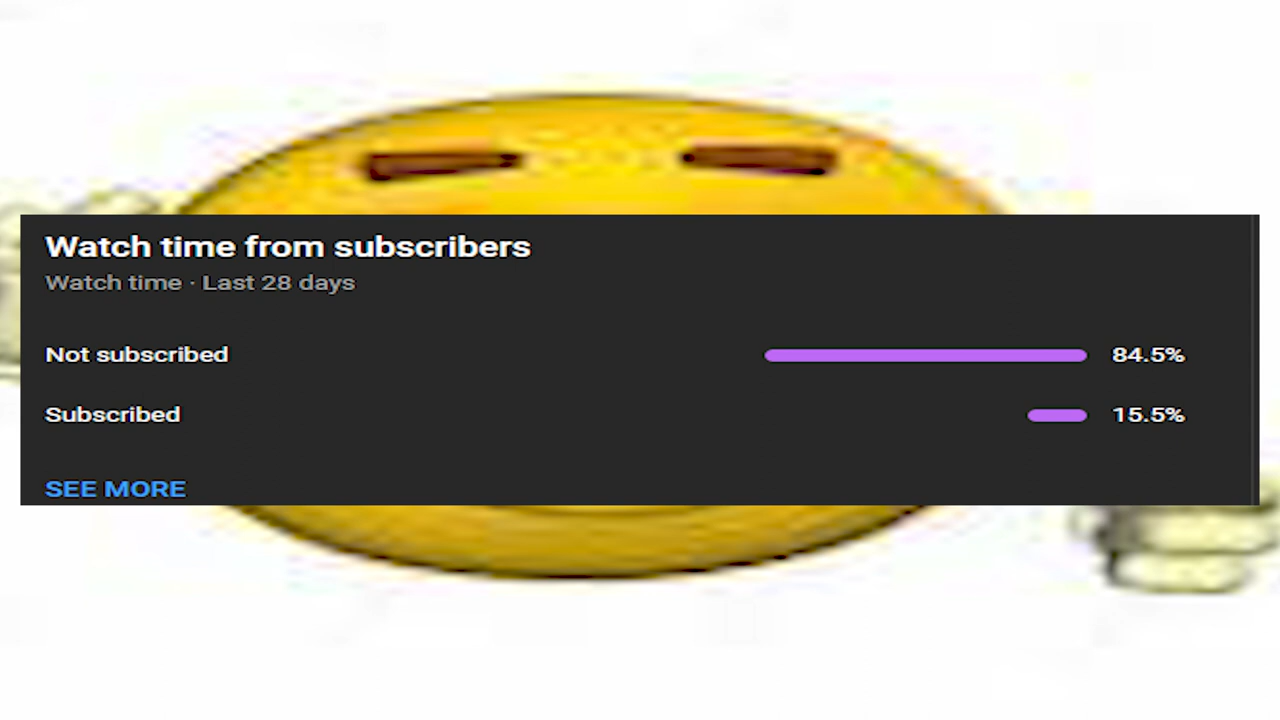 Watch time from subscribers
Watch time · Last 28 days
Not subscribed 84.5%
Subscribed 15.5%
SEE MORE